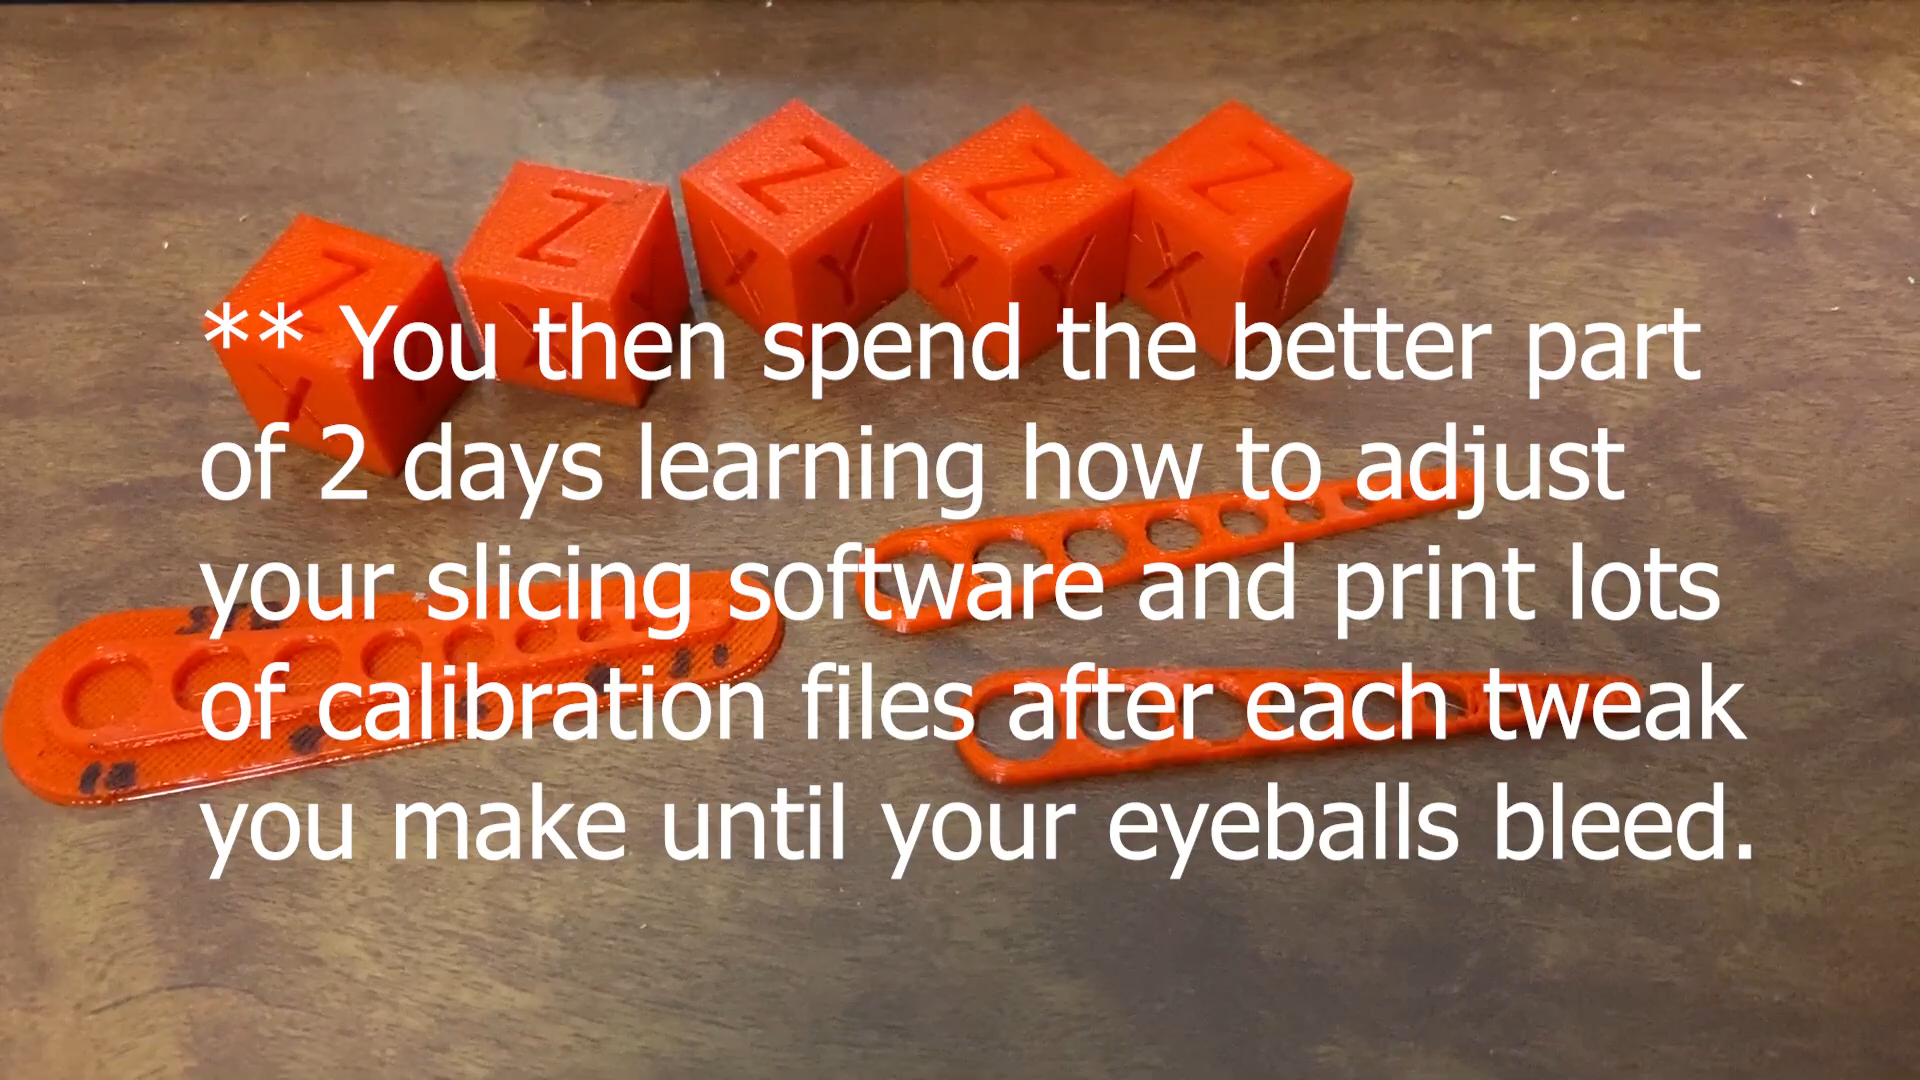 Z
Z
Z
Z
Z
X
X
X Y
X Y
X Y
** You then spend the better part
of 2 days learning how to adjust
your slicing software and print lots
of calibration files after each tweak
you make until your eyeballs bleed.